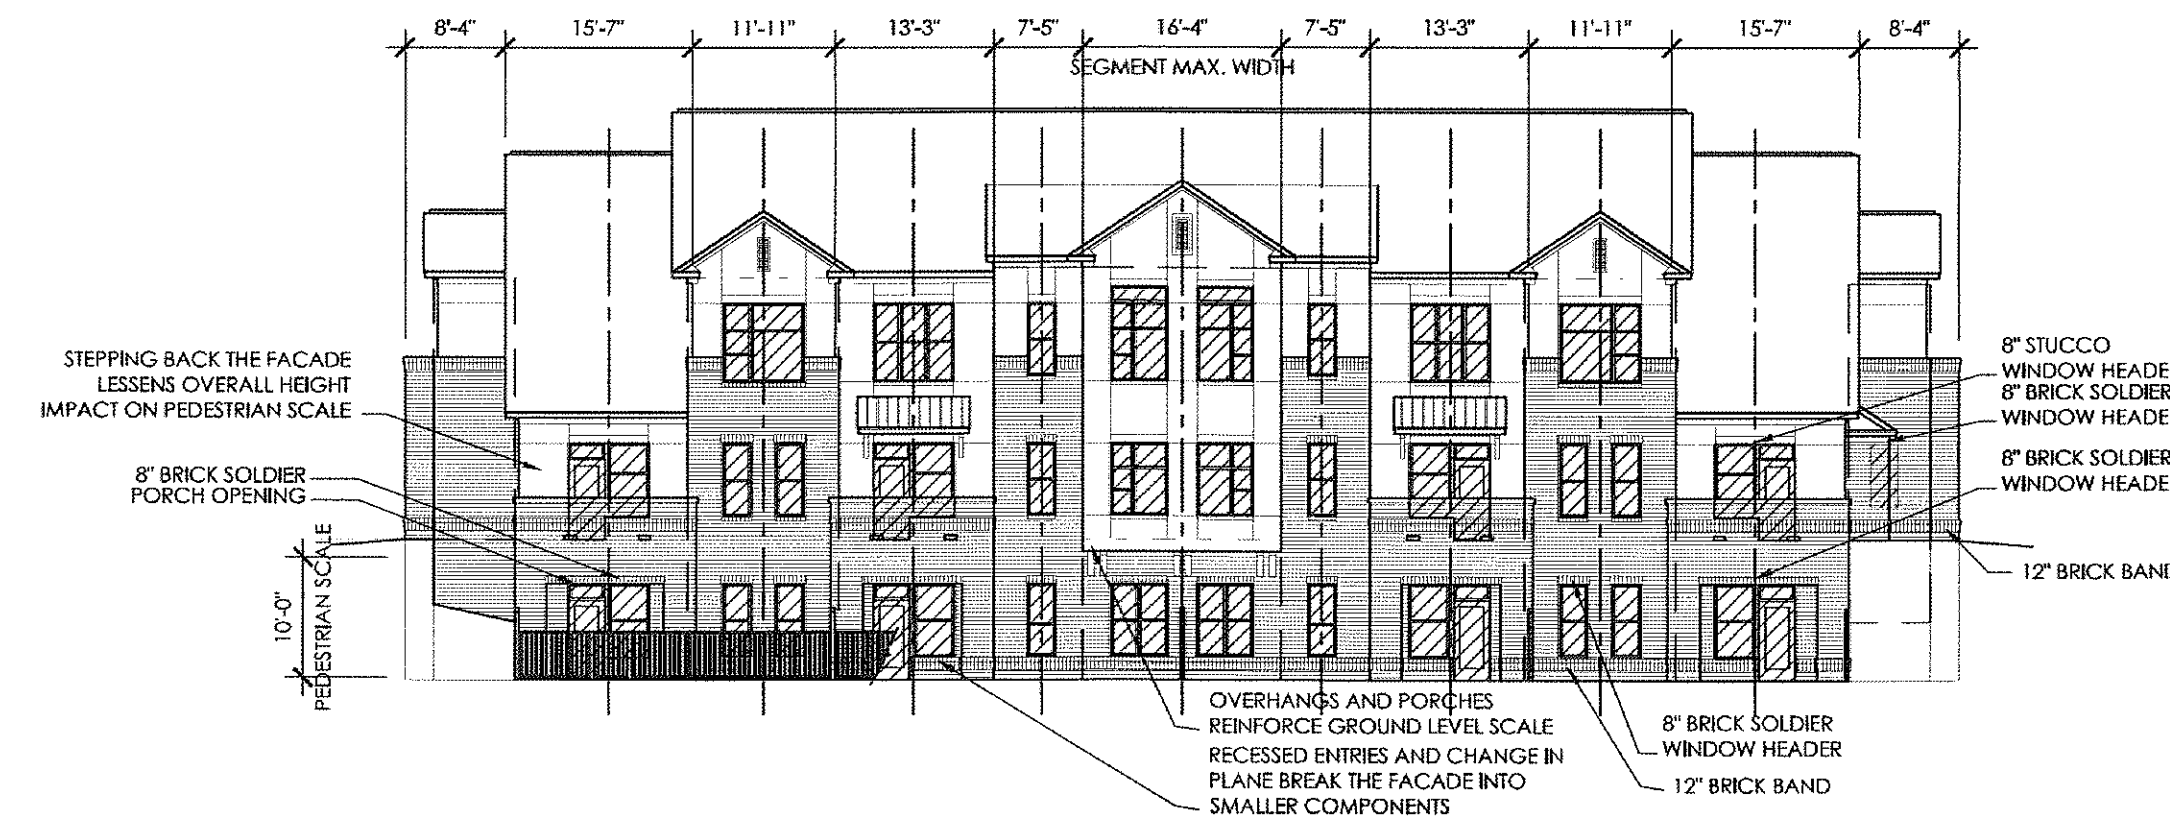 8'-4" 15'-7" 11'-11" 13'-3" 7'-5" 16'-4" 7'-5" 13'-3" 11'-11" 15'-7" 8'-4"
SEGMENT MAX. WIDTH
STEPPING BACK THE FACADE
LESSENS OVERALL HEIGHT
IMPACT ON PEDESTRIAN SCALE
8" BRICK SOLDIER
PORCH OPENING
10'-0"
PEDESTRIAN SCALE
8" STUCCO
WINDOW HEADE
8" BRICK SOLDIER
WINDOW HEADE
8" BRICK SOLDIER
WINDOW HEADE
12" BRICK BAND
OVERHANGS AND PORCHES
REINFORCE GROUND LEVEL SCALE
RECESSED ENTRIES AND CHANGE IN
PLANE BREAK THE FACADE INTO
SMALLER COMPONENTS
8" BRICK SOLDIER
WINDOW HEADER
12" BRICK BAND